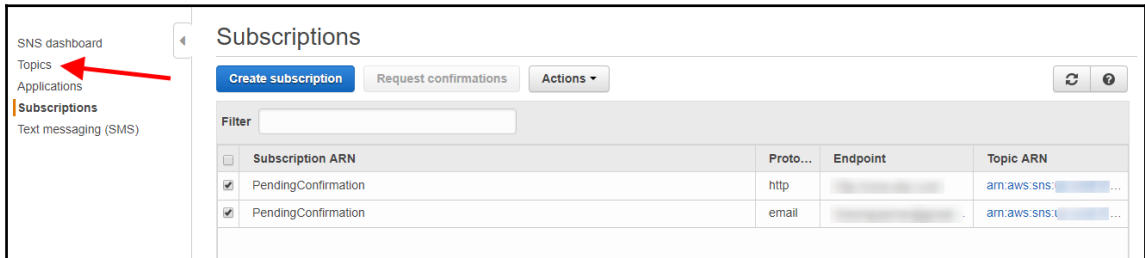 SNS dashboard
Topics
Applications
Subscriptions
Text messaging (SMS)
Subscriptions
Create subscription
Request confirmations
Actions
Filter
Subscription ARN Proto... Endpoint Topic ARN
PendingConfirmation http arn:aws:sns: ...
PendingConfirmation email arn:aws:sns: ...